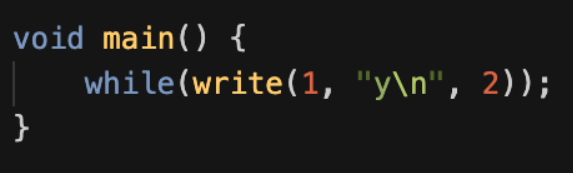 void main() {
    while(write(1, "y\n", 2));
}